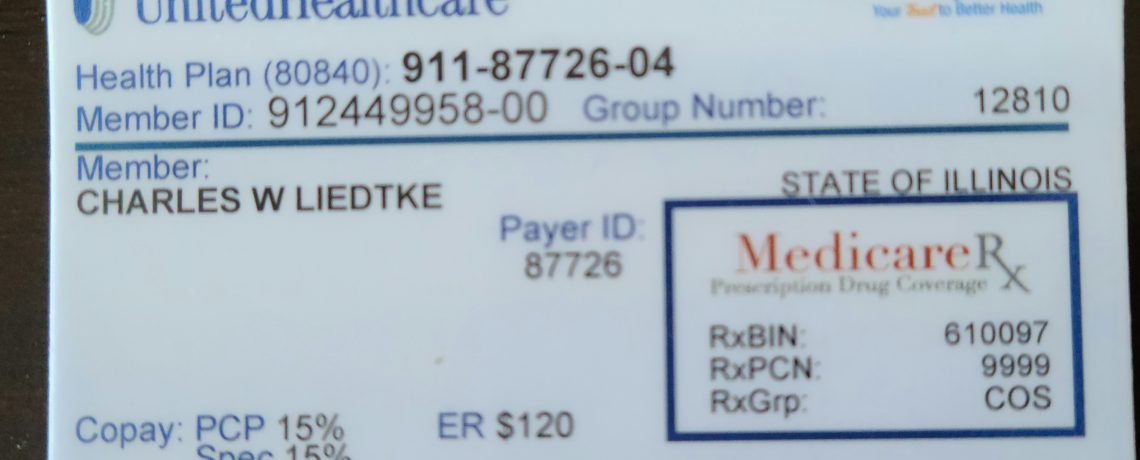 UnitedHealthcare
Your Trail to Better Health
Health Plan (80840): 911-87726-04
Member ID: 912449958-00 Group Number: 12810
Member:
CHARLES W LIEDTKE
STATE OF ILLINOIS
Payer ID:
87726
MedicareRx
Prescription Drug Coverage
RxBIN: 610097
RxPCN: 9999
RxGrp: COS
Copay: PCP 15% ER $120
Spec 15%